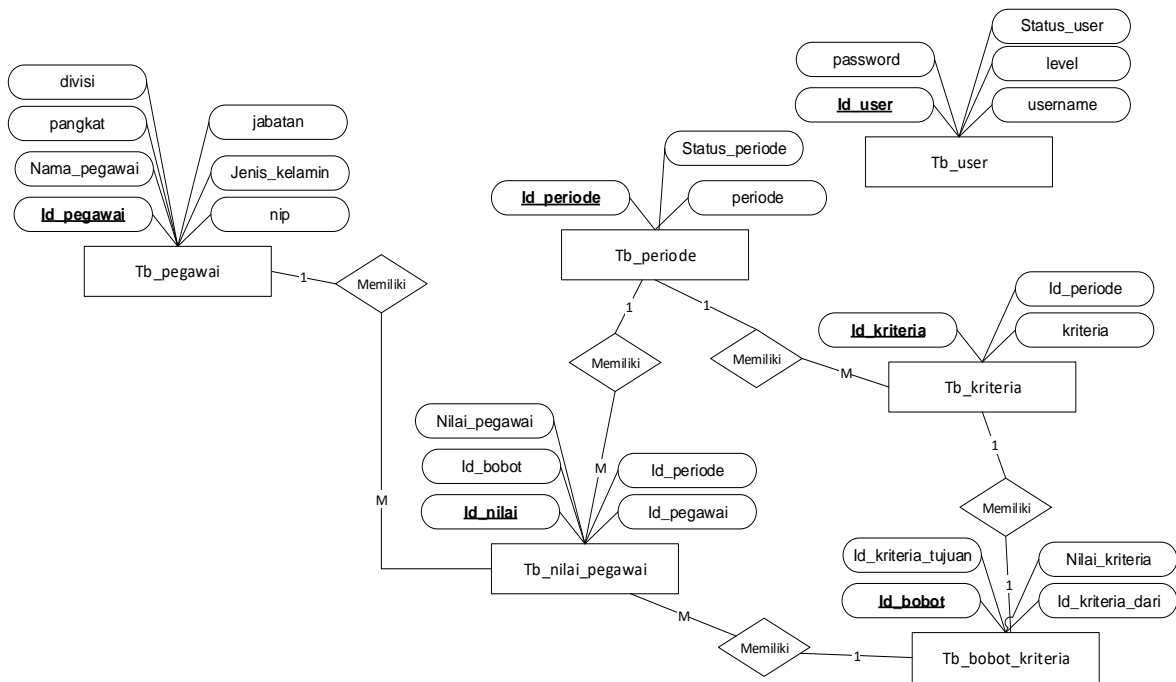 Status_user
password
level
Id_user
username
Tb_user
divisi
pangkat
jabatan
Nama_pegawai
Jenis_kelamin
Id_pegawai
nip
Tb_pegawai
1
Memiliki
M
Status_periode
Id_periode
periode
Tb_periode
1
1
Memiliki
Memiliki
M
M
Id_periode
Id_kriteria
kriteria
Tb_kriteria
1
Memiliki
1
Nilai_pegawai
Id_bobot
Id_periode
Id_nilai
Id_pegawai
Tb_nilai_pegawai
M
Memiliki
1
Id_kriteria_tujuan
Nilai_kriteria
Id_bobot
Id_kriteria_dari
Tb_bobot_kriteria